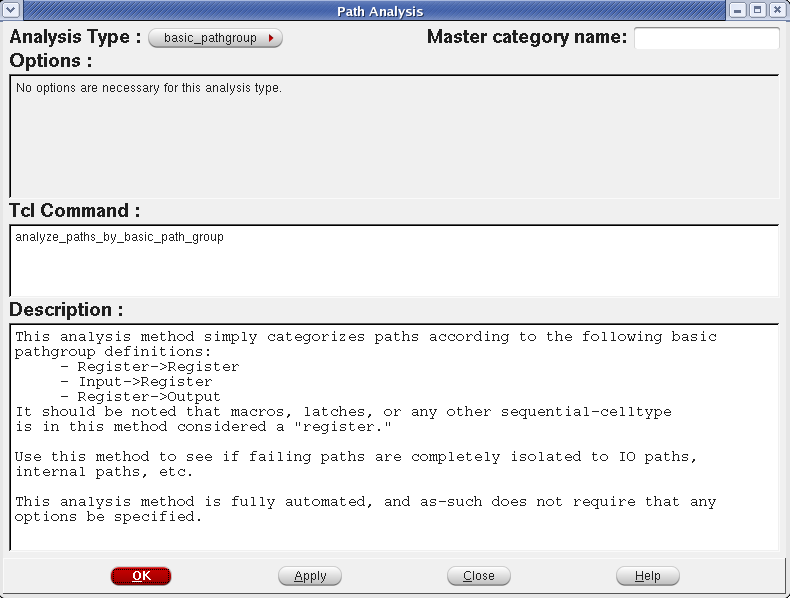 Path Analysis
Analysis Type : basic_pathgroup Master category name:
Options :
No options are necessary for this analysis type.
Tcl Command :
analyze_paths_by_basic_path_group
Description :
This analysis method simply categorizes paths according to the following basic
pathgroup definitions:
- Register->Register
- Input->Register
- Register->Output
It should be noted that macros, latches, or any other sequential-celltype
is in this method considered a "register."
Use this method to see if failing paths are completely isolated to IO paths,
internal paths, etc.
This analysis method is fully automated, and as-such does not require that any
options be specified.
OK Apply Close Help